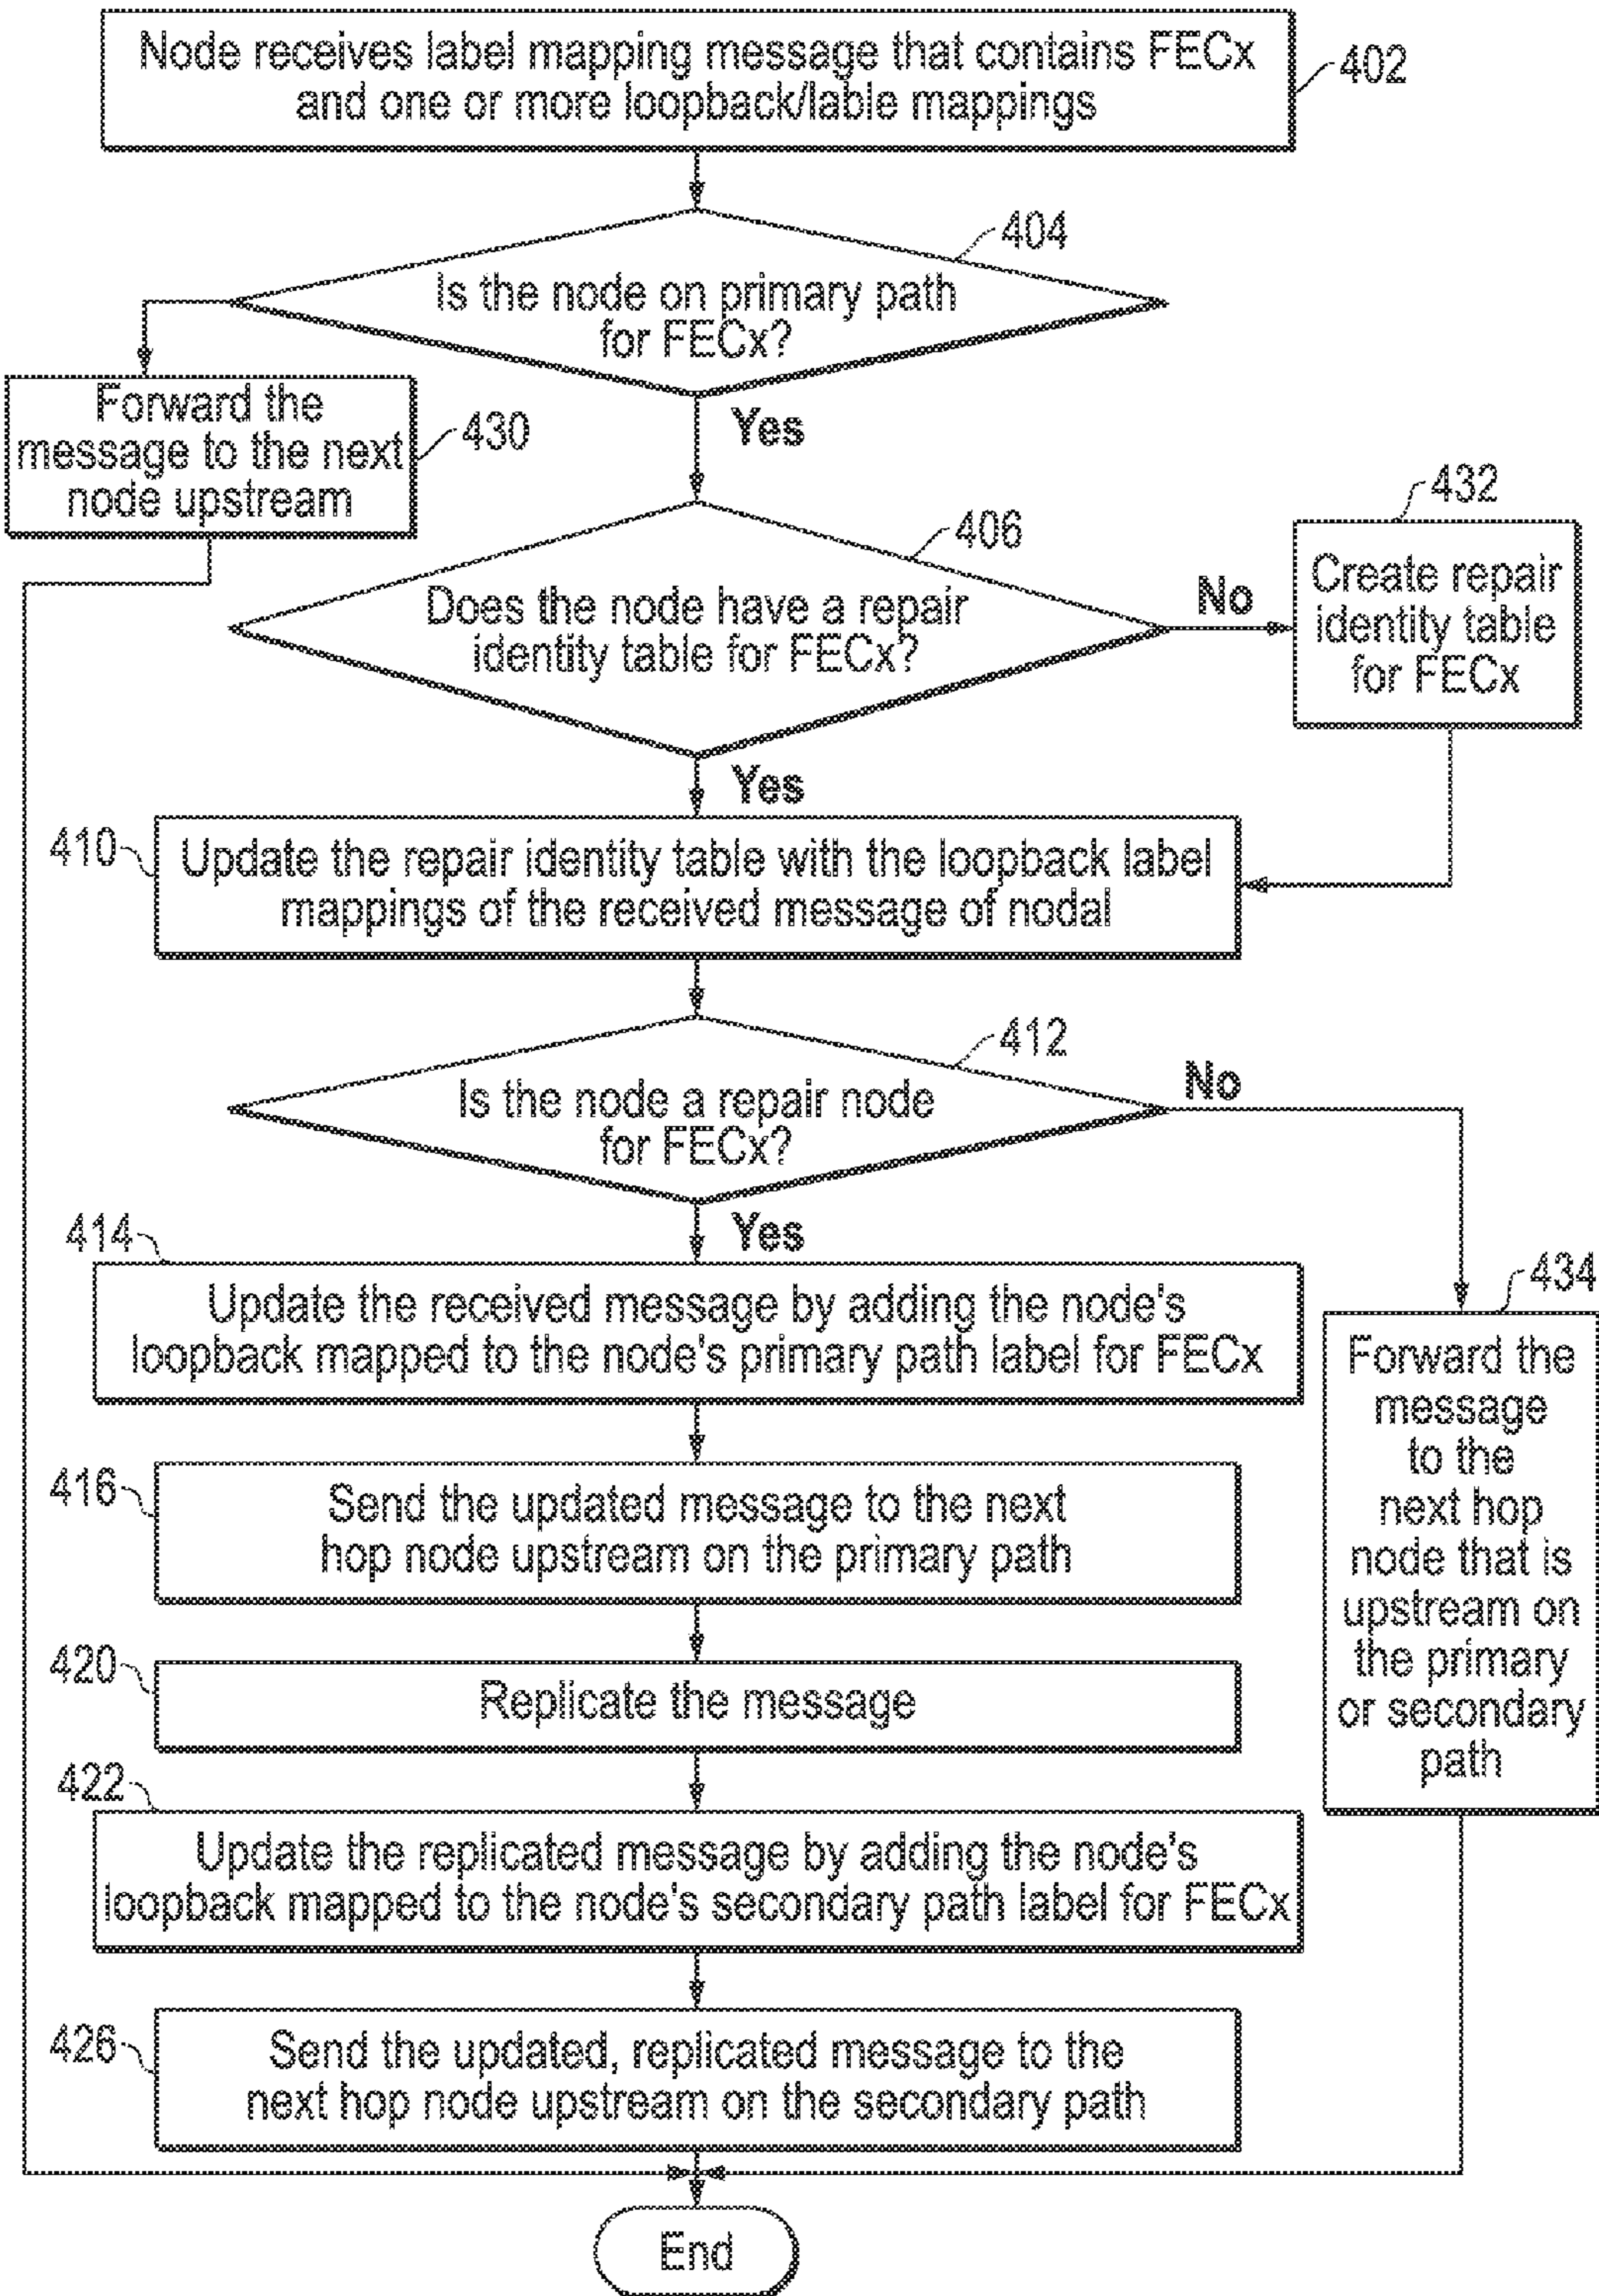 Node receives label mapping message that contains FECx
and one or more loopback/lable mappings
402
404
Is the node on primary path
for FECx?
Forward the
message to the next
node upstream
430
Yes
432
406
Does the node have a repair
identity table for FECx?
No
Create repair
identity table
for FECx
Yes
410
Update the repair identity table with the loopback label
mappings of the received message of nodal
412
Is the node a repair node
for FECx?
No
Yes
414
Update the received message by adding the node's
loopback mapped to the node's primary path label for FECx
434
Forward the
message
to the
next hop
node that is
upstream on
the primary
or secondary
path
416
Send the updated message to the next
hop node upstream on the primary path
420
Replicate the message
422
Update the replicated message by adding the node's
loopback mapped to the node's secondary path label for FECx
426
Send the updated, replicated message to the
next hop node upstream on the secondary path
End